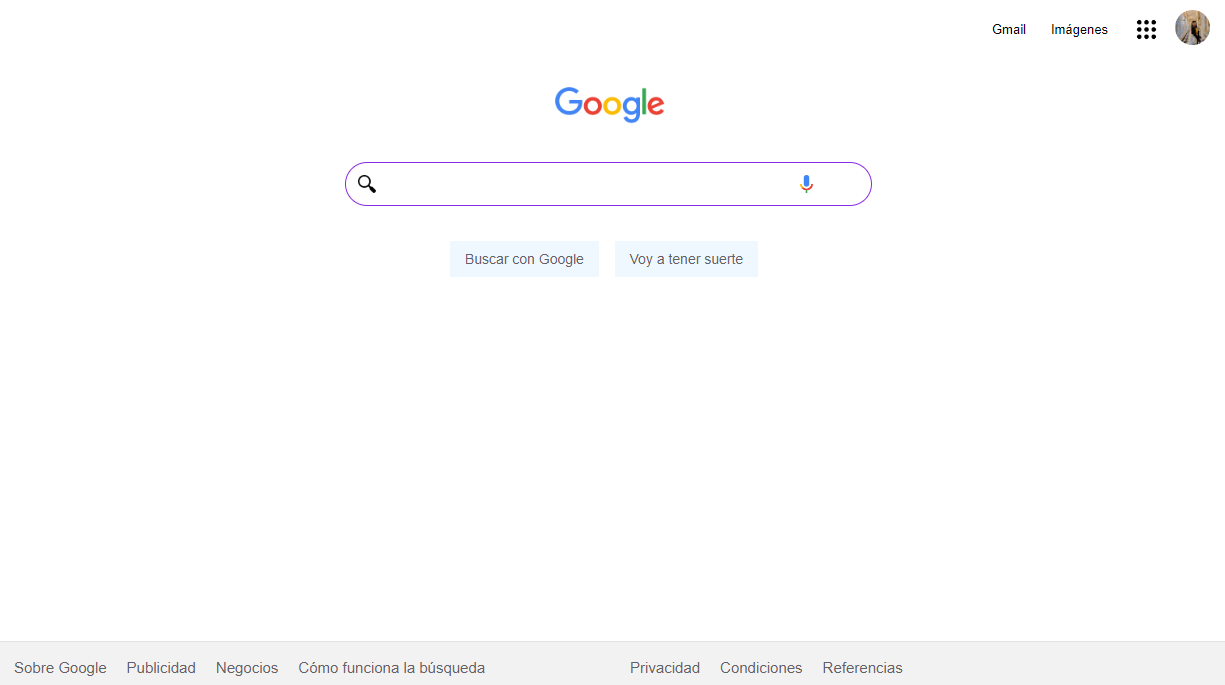 Gmail Imágenes
Google
Buscar con Google Voy a tener suerte
Sobre Google Publicidad Negocios Cómo funciona la búsqueda Privacidad Condiciones Referencias